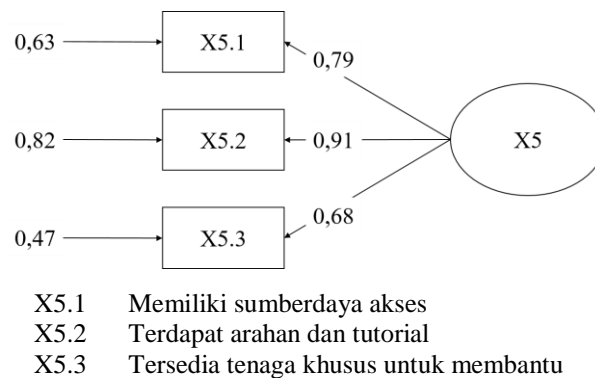 0,63
X5.1
0,79
0,82
X5.2
0,91
X5
0,47
X5.3
0,68
X5.1 Memiliki sumberdaya akses
X5.2 Terdapat arahan dan tutorial
X5.3 Tersedia tenaga khusus untuk membantu